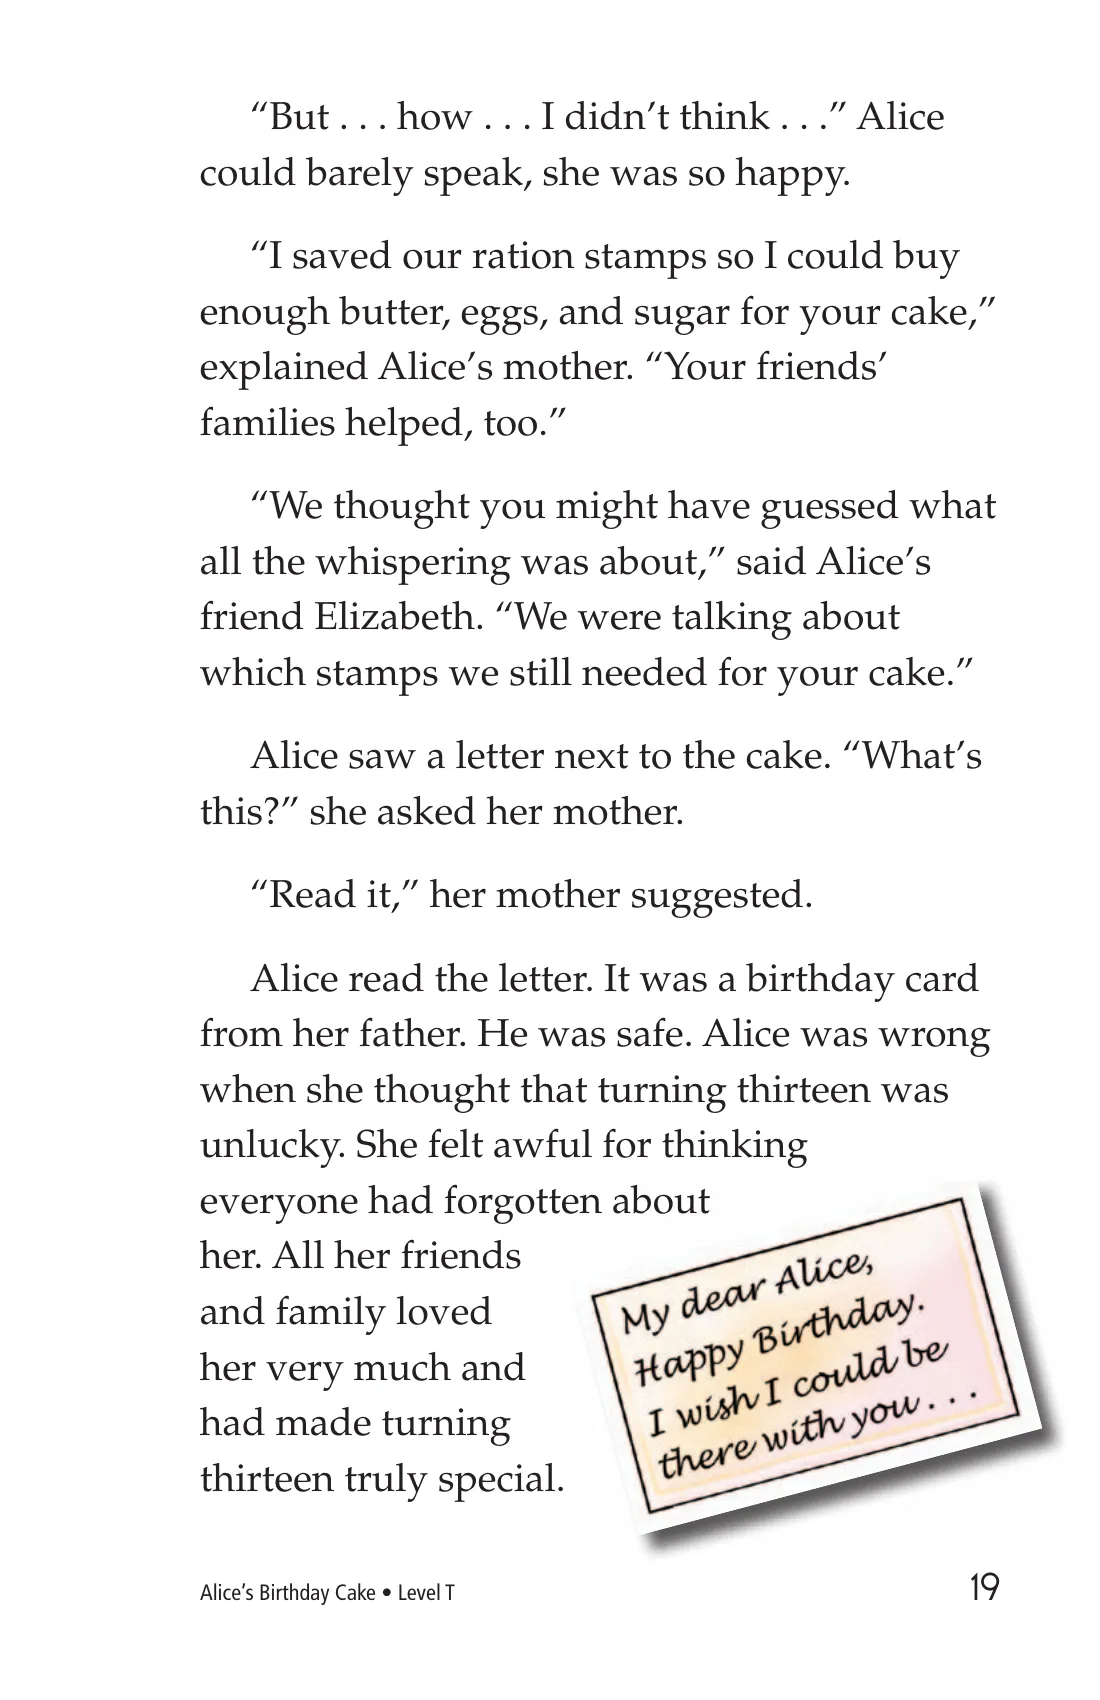 “But . . . how . . . I didn’t think . . .” Alice
could barely speak, she was so happy.
“I saved our ration stamps so I could buy
enough butter, eggs, and sugar for your cake,”
explained Alice’s mother. “Your friends’
families helped, too.”
“We thought you might have guessed what
all the whispering was about,” said Alice’s
friend Elizabeth. “We were talking about
which stamps we still needed for your cake.”
Alice saw a letter next to the cake. “What’s
this?” she asked her mother.
“Read it,” her mother suggested.
Alice read the letter. It was a birthday card
from her father. He was safe. Alice was wrong
when she thought that turning thirteen was
unlucky. She felt awful for thinking
everyone had forgotten about
her. All her friends
and family loved
her very much and
had made turning
thirteen truly special.
My dear Alice,
Happy Birthday.
I wish I could be
there with you . . .
Alice’s Birthday Cake • Level T
19